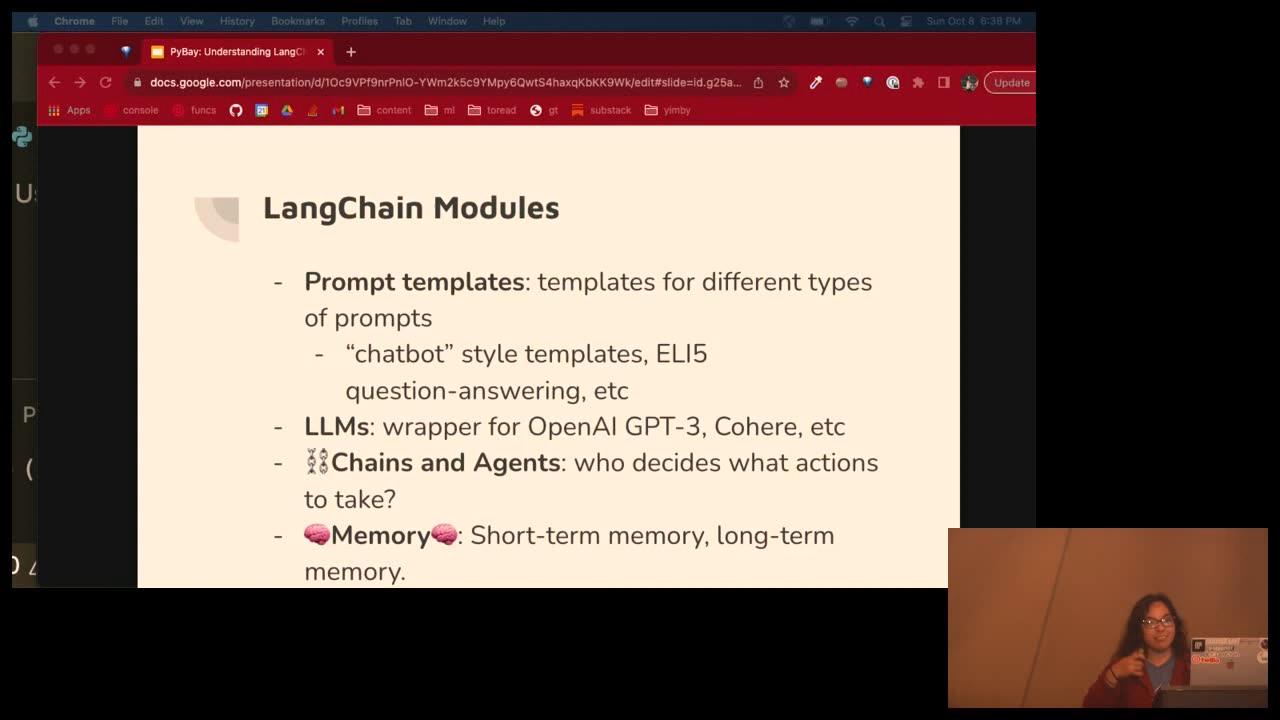 Chrome File Edit View History Bookmarks Profiles Tab Window Help Sun Oct 8 6:38 PM
PyBay: Understanding LangCh
docs.google.com/presentation/d/1Oc9VPf9nrPnlO-YWm2k5c9YMpy6QwtS4haxqKbKK9Wk/edit#slide=id.g25a... Update
Apps console funcs content ml toread gt substack yimby
LangChain Modules
- Prompt templates: templates for different types
of prompts
- “chatbot” style templates, ELI5
question-answering, etc
- LLMs: wrapper for OpenAI GPT-3, Cohere, etc
- ⛓⛓Chains and Agents: who decides what actions
to take?
- 🧠Memory🧠: Short-term memory, long-term
memory.